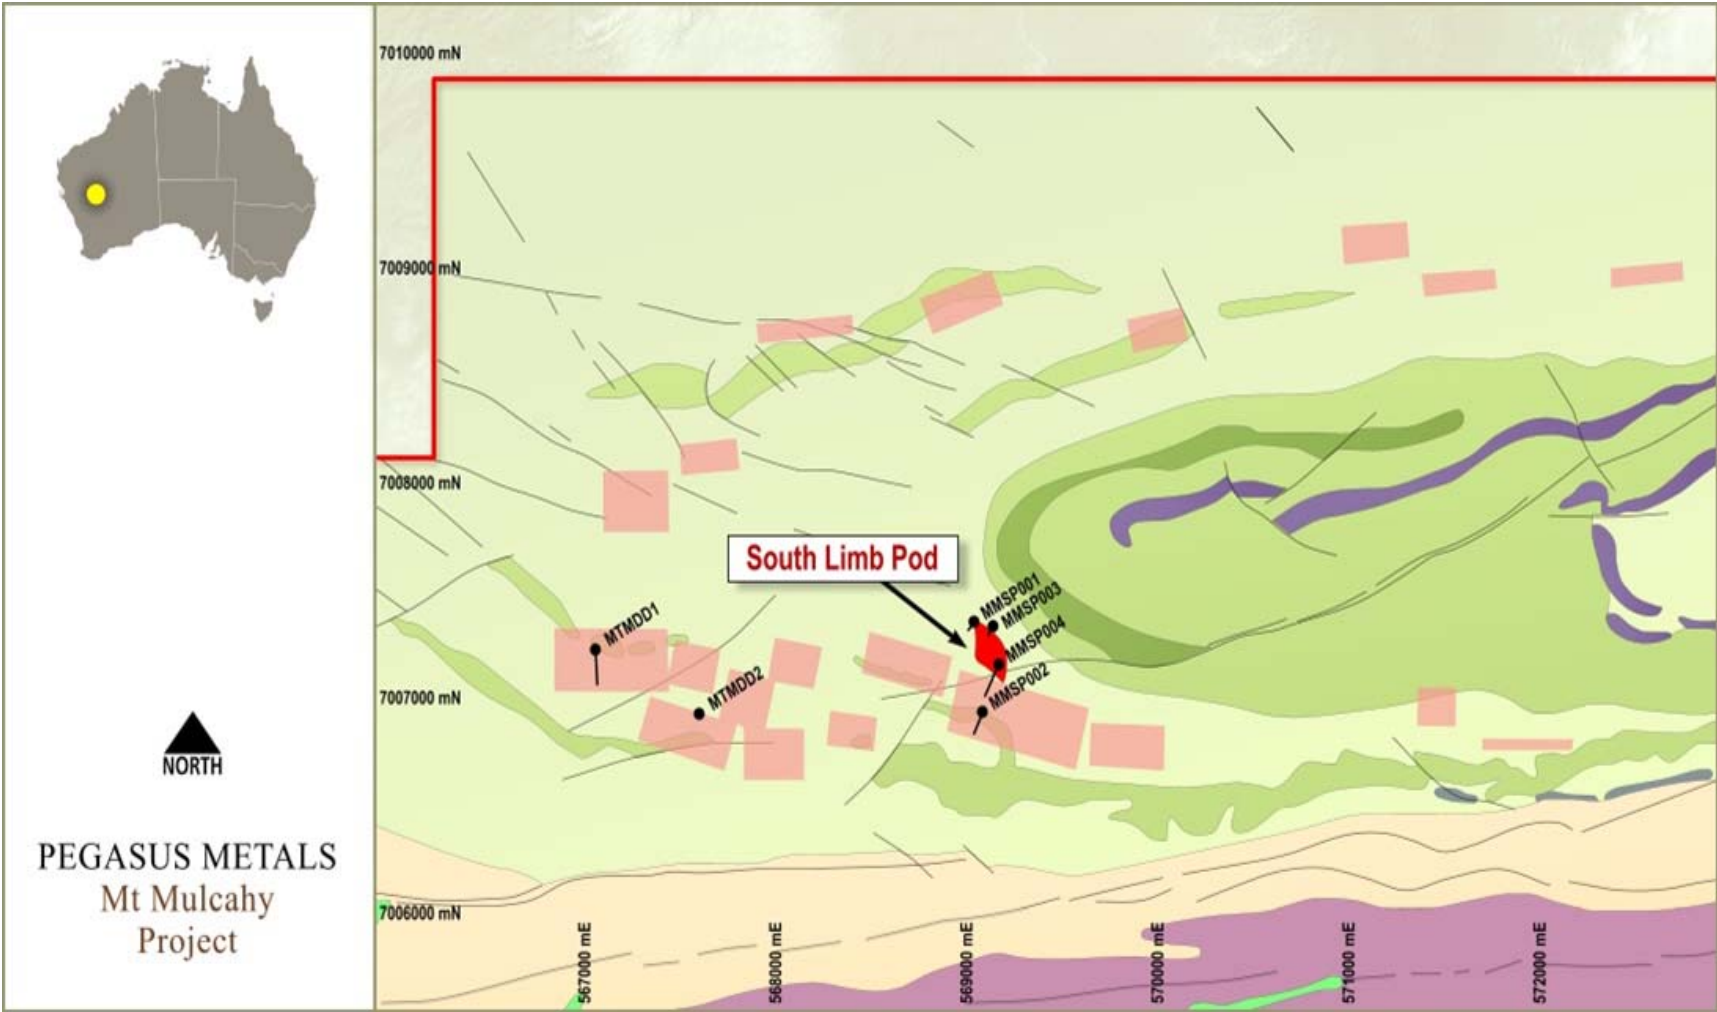 7010000 mN
7009000 mN
7008000 mN
South Limb Pod
MMSP001
MMSP003
MTMDD1
MMSP004
MTMDD2
MMSP002
7007000 mN
NORTH
PEGASUS METALS
Mt Mulcahy
Project
7006000 mN
567000 mE
568000 mE
569000 mE
570000 mE
571000 mE
572000 mE